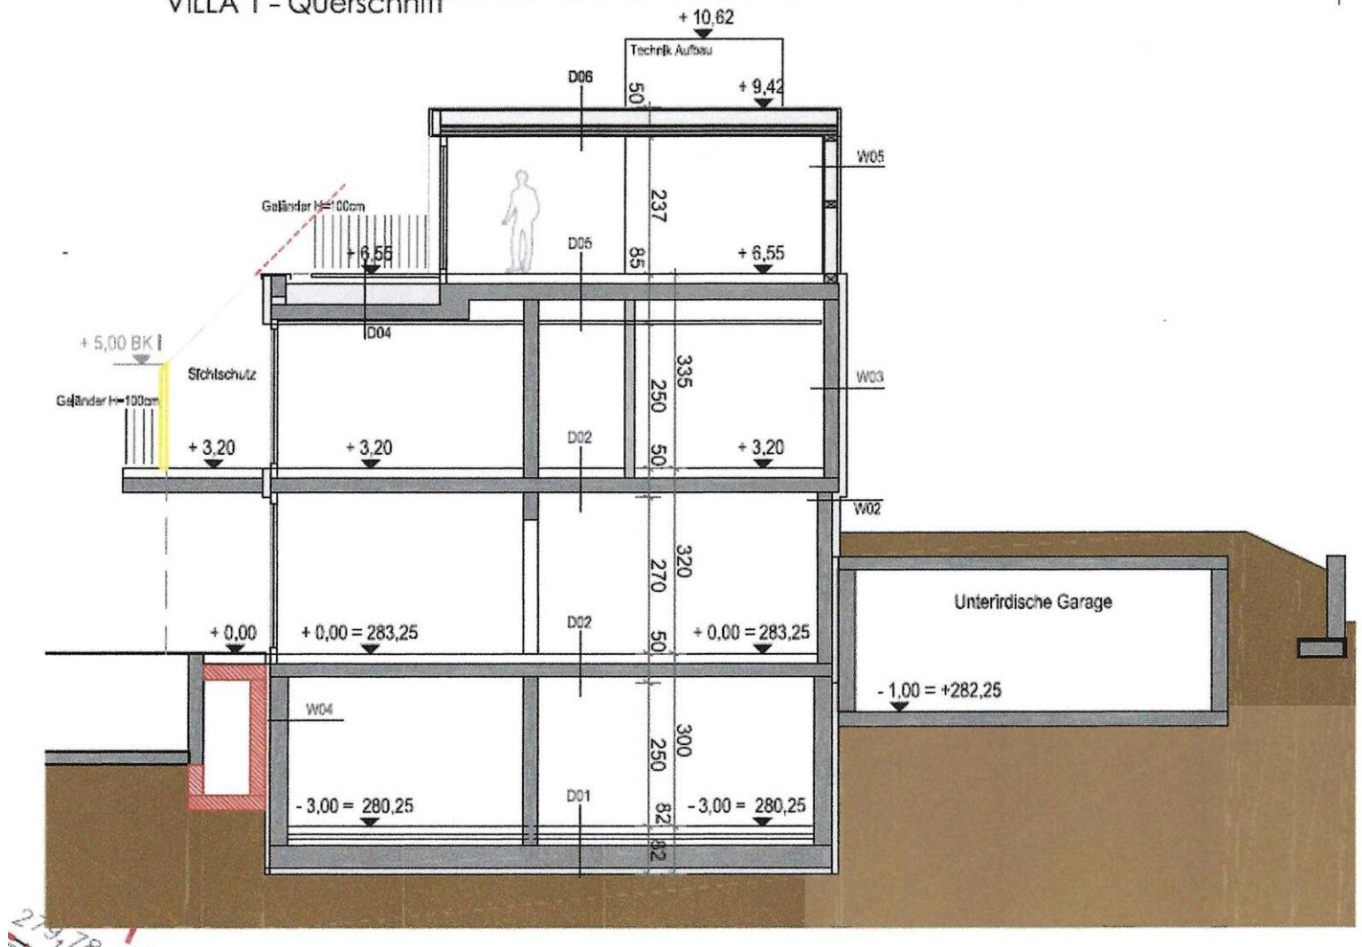 VILLA 1 - Querschnitt
+ 10,62
Technik Aufbau
D06
50
+ 9,42
W05
Geländer H=100cm
237
D05
85
+ 6,55
+ 6,55
D04
+ 5,00 BK
Sichtschutz
335
W03
Geländer H=100cm
250
D02
+ 3,20
+ 3,20
50
+ 3,20
W02
320
270
Unterirdische Garage
D02
+ 0,00
+ 0,00 = 283,25
50
+ 0,00 = 283,25
- 1,00 = +282,25
W04
300
250
D01
- 3,00 = 280,25
82
- 3,00 = 280,25
82
279,78